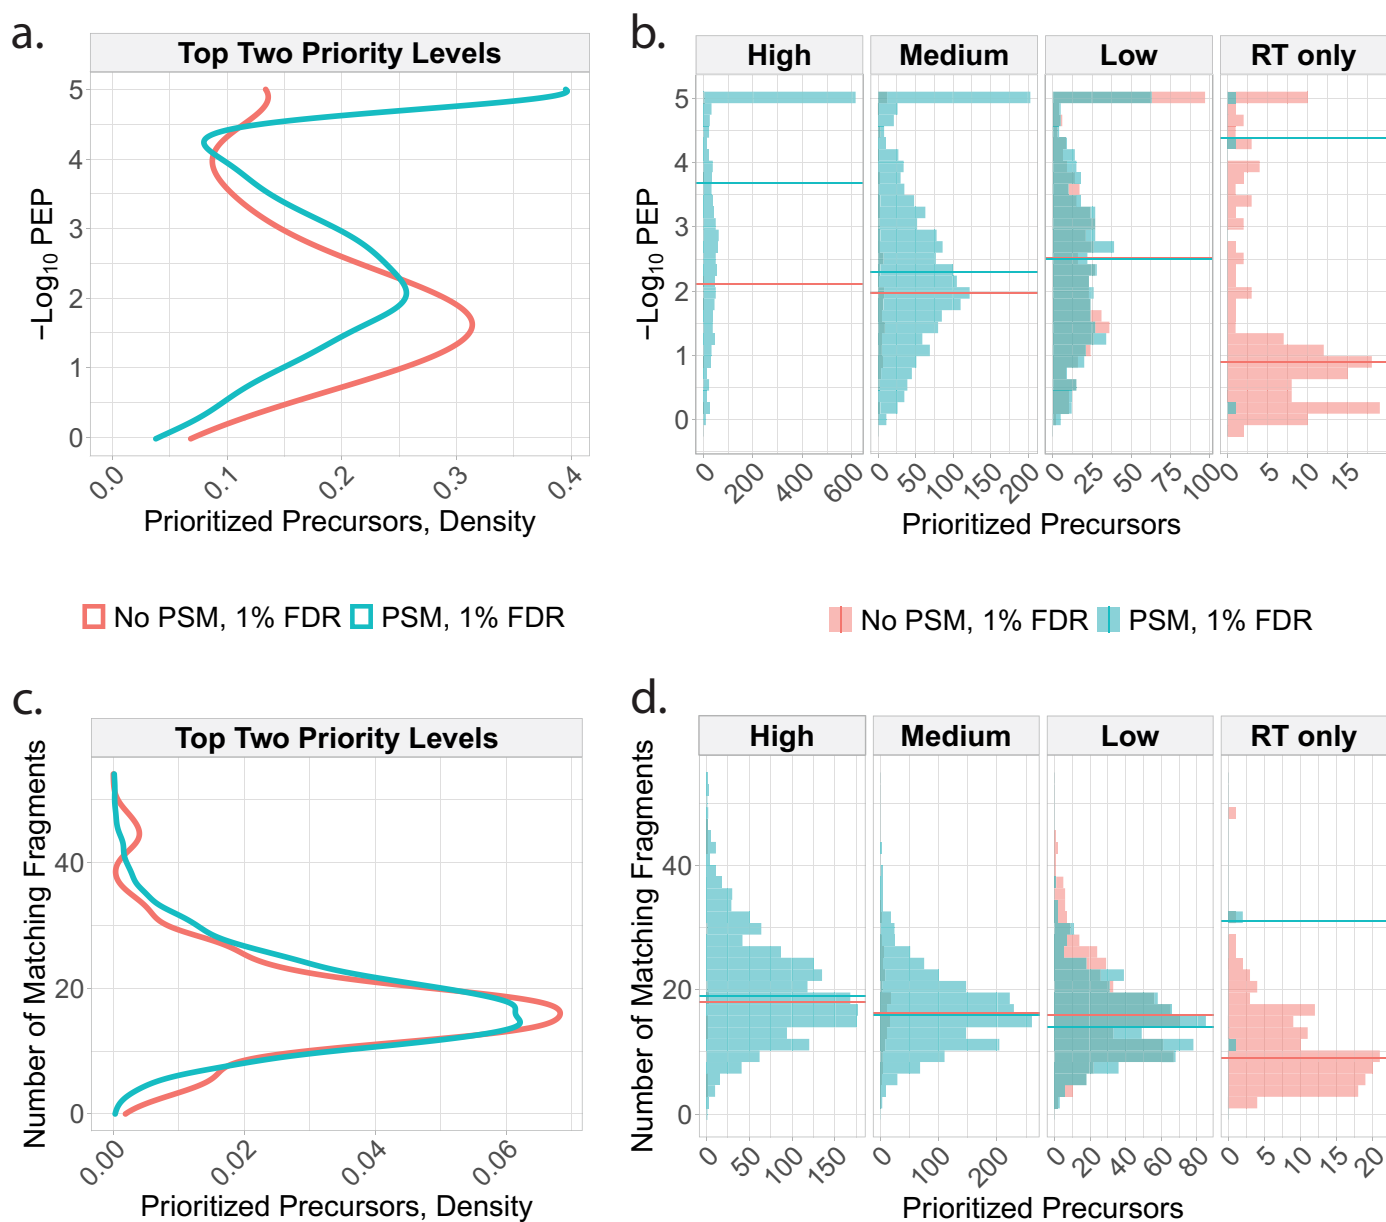 a.
Top Two Priority Levels
−Log₁₀ PEP
5
4
3
2
1
0
0.0 0.1 0.2 0.3 0.4
Prioritized Precursors, Density
No PSM, 1% FDR PSM, 1% FDR
b.
High Medium Low RT only
−Log₁₀ PEP
5
4
3
2
1
0
0 200 400 600 0 50 100 150 200 0 25 50 75 100 0 5 10 15
Prioritized Precursors
No PSM, 1% FDR PSM, 1% FDR
c.
Top Two Priority Levels
Number of Matching Fragments
40
20
0
0.00 0.02 0.04 0.06
Prioritized Precursors, Density
d.
High Medium Low RT only
Number of Matching Fragments
40
20
0
0 50 100 150 0 100 200 0 20 40 60 80 0 5 10 15 20
Prioritized Precursors